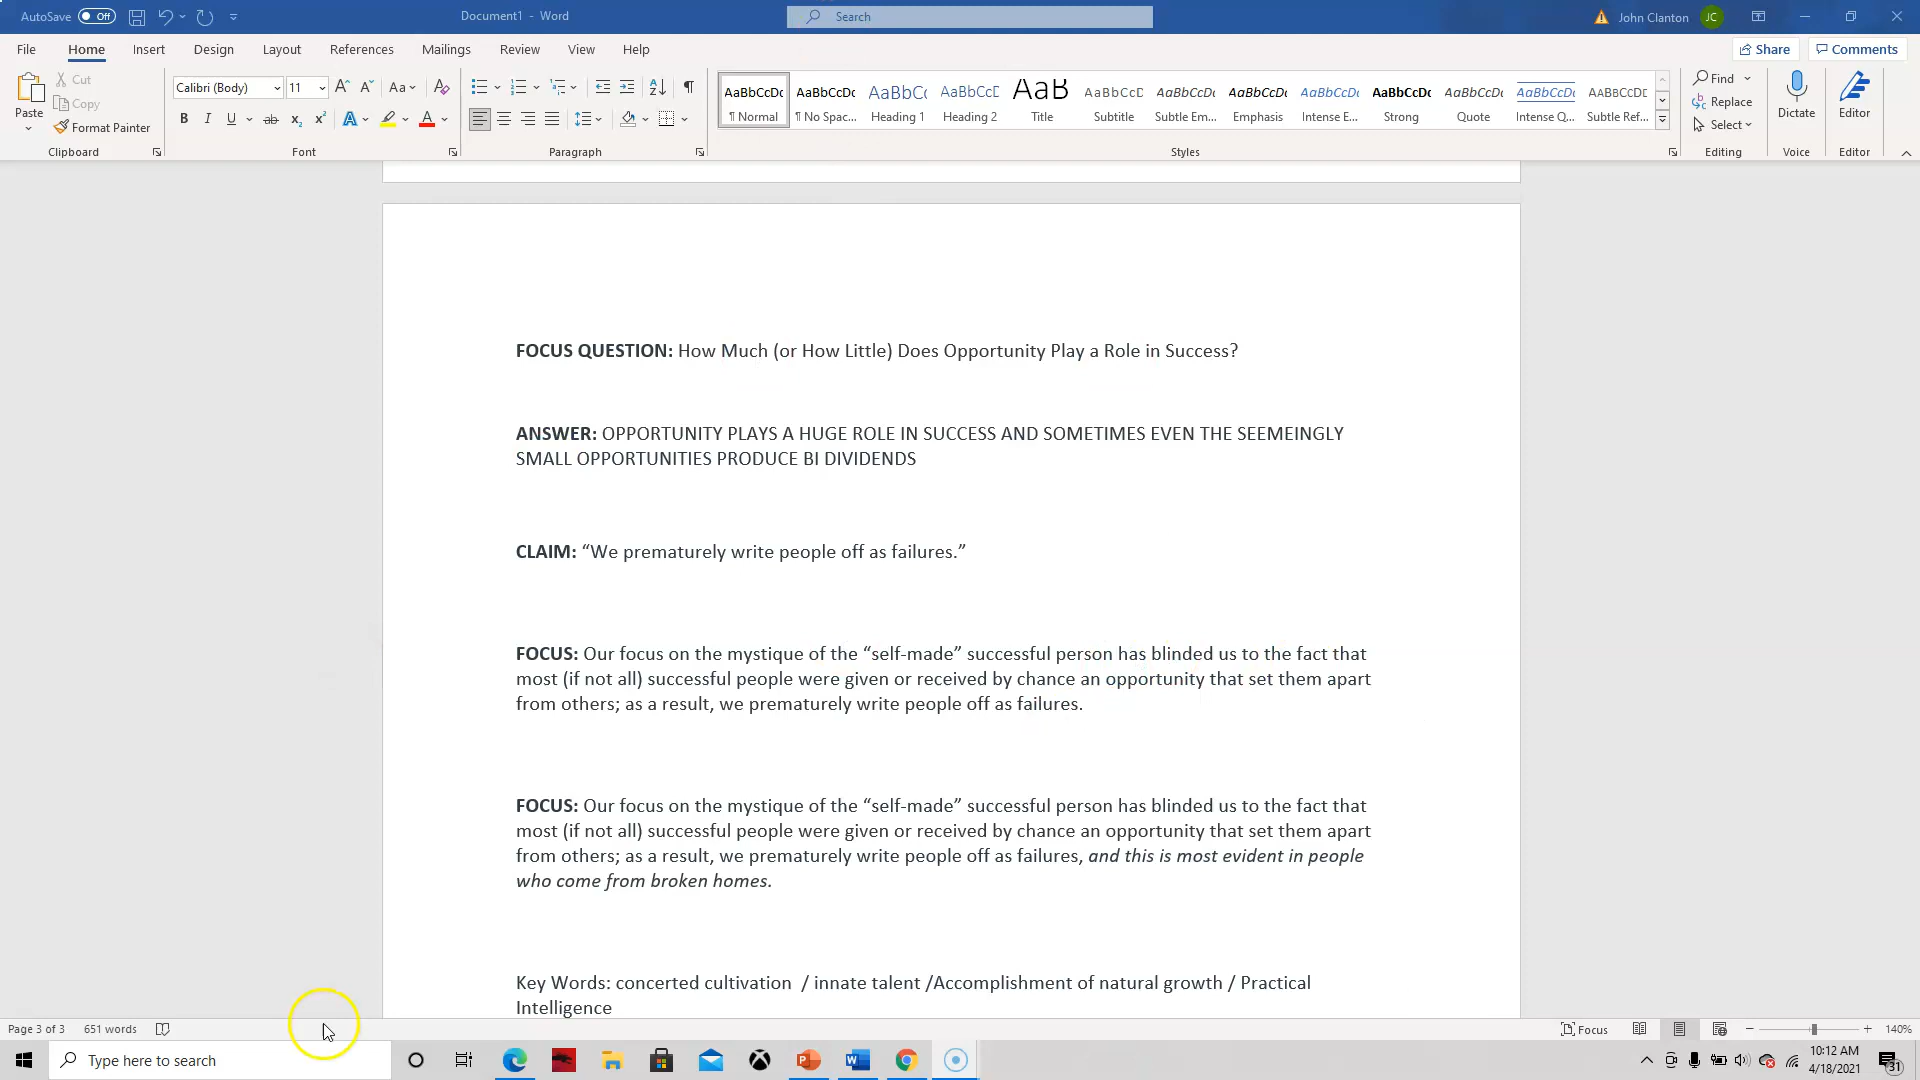 AutoSave Off Document1 - Word Search John Clanton JC
File Home Insert Design Layout References Mailings Review View Help Share Comments
Paste Cut Copy Format Painter Clipboard
Calibri (Body) 11 Aa Font
Paragraph
AaBbCcDc AaBbCcDc AaBbCc AaBbCcD AaB AaBbCcD AaBbCcDc AaBbCcDc AaBbCcDc AaBbCcDc AaBbCcDc AaBbCcDc AaBbCcDc
¶ Normal ¶ No Spac... Heading 1 Heading 2 Title Subtitle Subtle Em... Emphasis Intense E... Strong Quote Intense Q... Subtle Ref...
Styles
Find Replace Select Editing
Dictate Voice
Editor Editor
FOCUS QUESTION: How Much (or How Little) Does Opportunity Play a Role in Success?
ANSWER: OPPORTUNITY PLAYS A HUGE ROLE IN SUCCESS AND SOMETIMES EVEN THE SEEMEINGLY
SMALL OPPORTUNITIES PRODUCE BI DIVIDENDS
CLAIM: “We prematurely write people off as failures.”
FOCUS: Our focus on the mystique of the “self-made” successful person has blinded us to the fact that
most (if not all) successful people were given or received by chance an opportunity that set them apart
from others; as a result, we prematurely write people off as failures.
FOCUS: Our focus on the mystique of the “self-made” successful person has blinded us to the fact that
most (if not all) successful people were given or received by chance an opportunity that set them apart
from others; as a result, we prematurely write people off as failures, and this is most evident in people
who come from broken homes.
Key Words: concerted cultivation / innate talent /Accomplishment of natural growth / Practical
Intelligence
Page 3 of 3 651 words Focus 140%
Type here to search
10:12 AM
4/18/2021
31